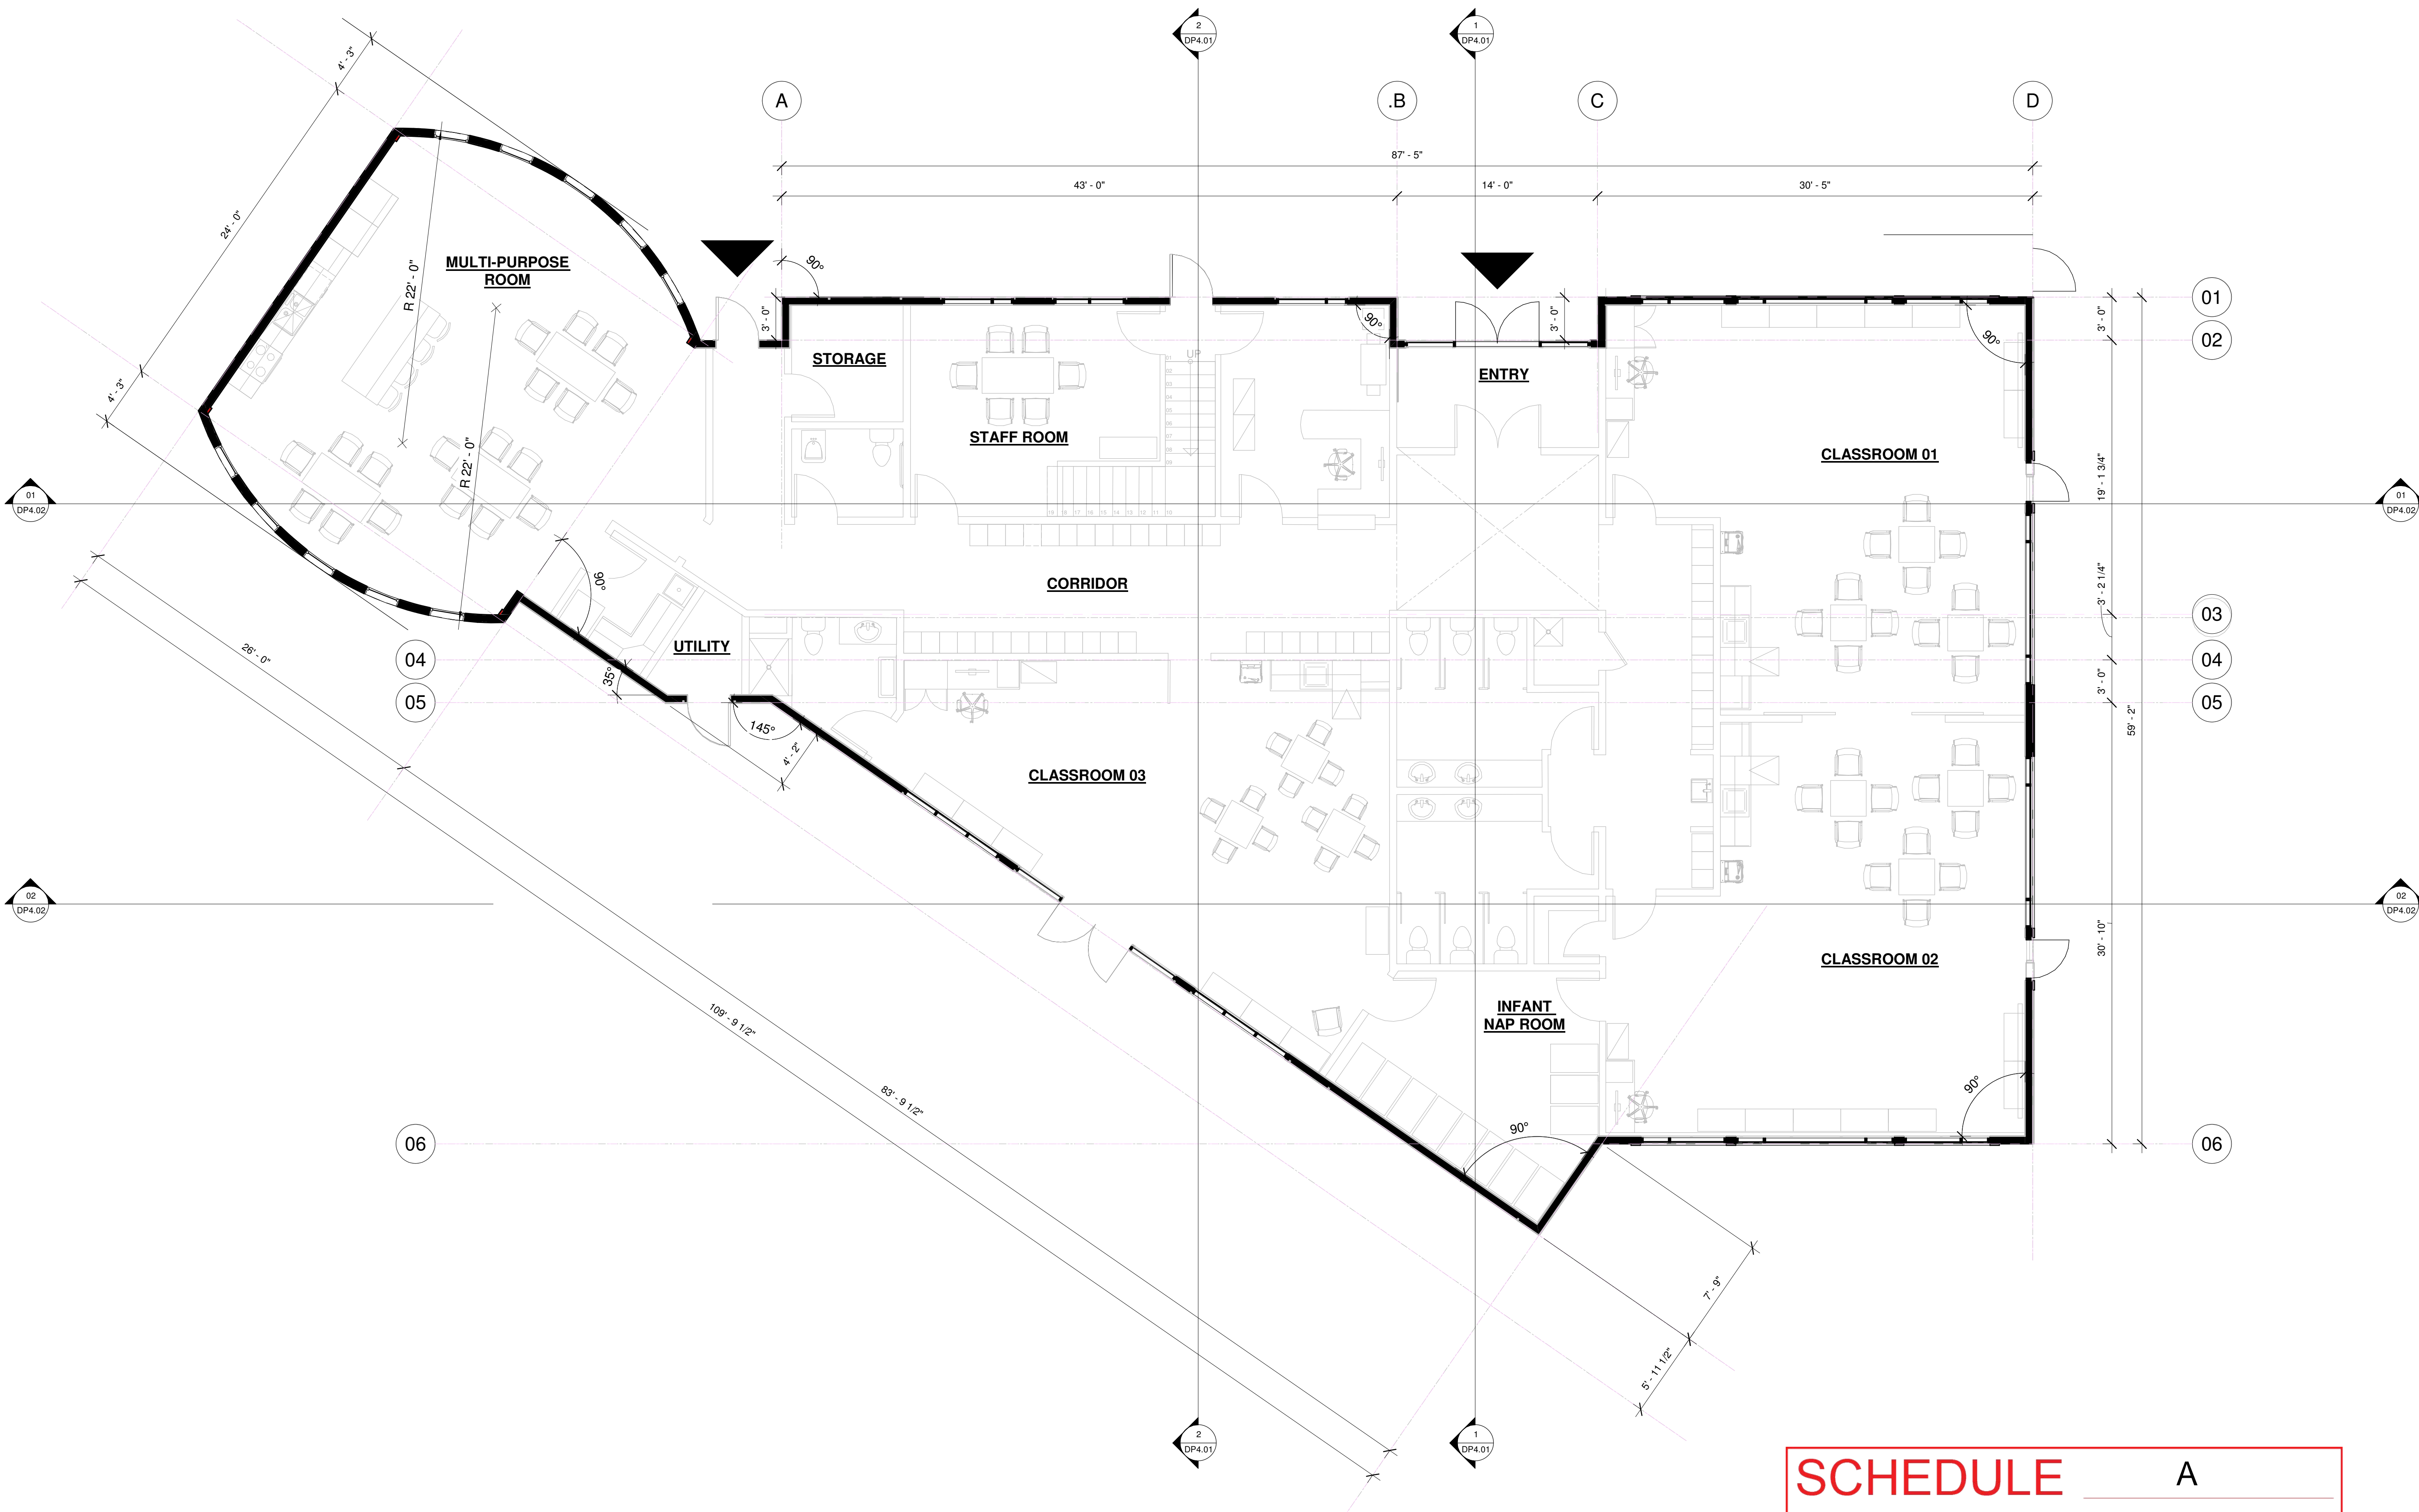 2
DP4.01
1
DP4.01
4' - 3"
A
.B
C
D
87' - 5"
43' - 0"
14' - 0"
30' - 5"
24' - 0"
MULTI-PURPOSE
ROOM
R 22' - 0"
90°
3' - 0"
90°
3' - 0"
90°
3' - 0"
01
02
STORAGE
UP
ENTRY
4' - 3"
STAFF ROOM
R 22' - 0"
CLASSROOM 01
19' - 1 3/4"
01
DP4.02
01
DP4.02
90°
CORRIDOR
3' - 2 1/4"
03
UTILITY
26' - 0"
04
35°
04
3' - 0"
05
05
145°
4' - 2"
59' - 2"
CLASSROOM 03
02
DP4.02
02
DP4.02
30' - 10"
CLASSROOM 02
109' - 9 1/2"
INFANT
NAP ROOM
83' - 9 1/2"
90°
90°
06
06
7' - 9"
5' - 11 1/2"
2
DP4.01
1
DP4.01
SCHEDULE A